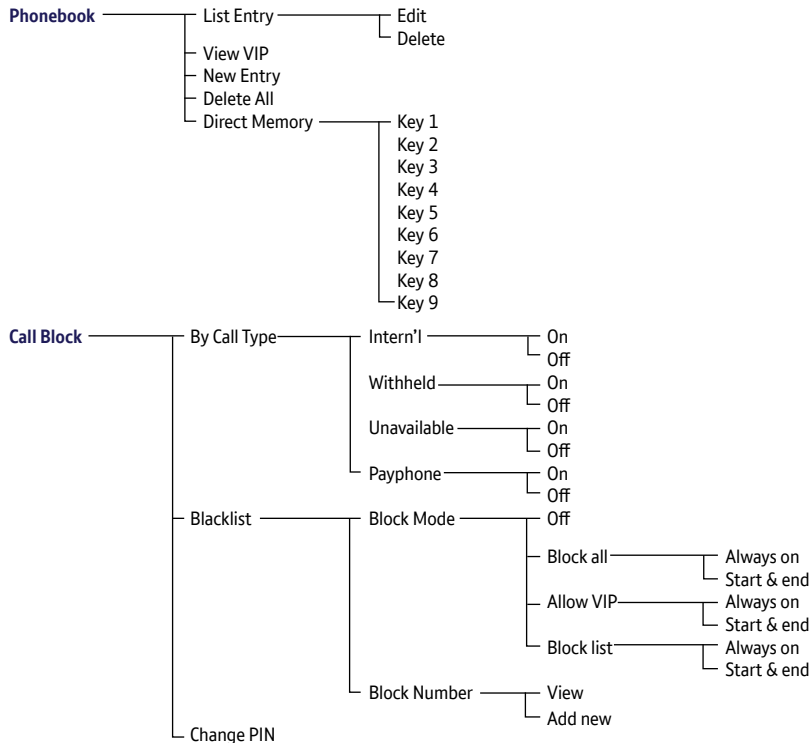 Phonebook List Entry Edit
Delete
View VIP
New Entry
Delete All
Direct Memory Key 1
Key 2
Key 3
Key 4
Key 5
Key 6
Key 7
Key 8
Key 9
Call Block By Call Type Intern'l On
Off
Withheld On
Off
Unavailable On
Off
Payphone On
Off
Blacklist Block Mode Off
Block all Always on
Start & end
Allow VIP Always on
Start & end
Block list Always on
Start & end
Block Number View
Add new
Change PIN